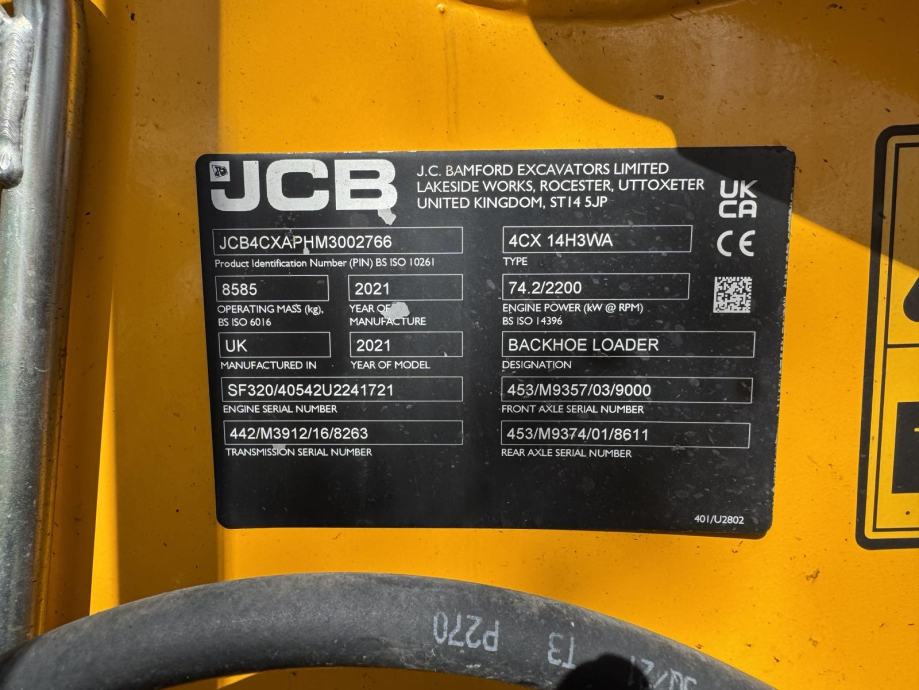 JCB
J.C. BAMFORD EXCAVATORS LIMITED
LAKESIDE WORKS, ROCESTER, UTTOXETER
UNITED KINGDOM, ST14 5JP
UK
CA
CE
JCB4CXAPHM3002766
Product Identification Number (PIN) BS ISO 10261
4CX 14H3WA
TYPE
8585
OPERATING MASS (kg),
BS ISO 6016
2021
YEAR OF
MANUFACTURE
74.2/2200
ENGINE POWER (kW @ RPM)
BS ISO 14396
UK
MANUFACTURED IN
2021
YEAR OF MODEL
BACKHOE LOADER
DESIGNATION
SF320/40542U2241721
ENGINE SERIAL NUMBER
453/M9357/03/9000
FRONT AXLE SERIAL NUMBER
442/M3912/16/8263
TRANSMISSION SERIAL NUMBER
453/M9374/01/8611
REAR AXLE SERIAL NUMBER
401/U2802
T3 P270